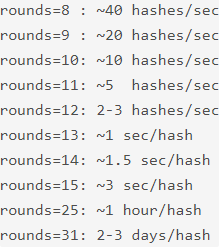 rounds=8 : ~40 hashes/sec
rounds=9 : ~20 hashes/sec
rounds=10: ~10 hashes/sec
rounds=11: ~5  hashes/sec
rounds=12: 2-3 hashes/sec
rounds=13: ~1 sec/hash
rounds=14: ~1.5 sec/hash
rounds=15: ~3 sec/hash
rounds=25: ~1 hour/hash
rounds=31: 2-3 days/hash